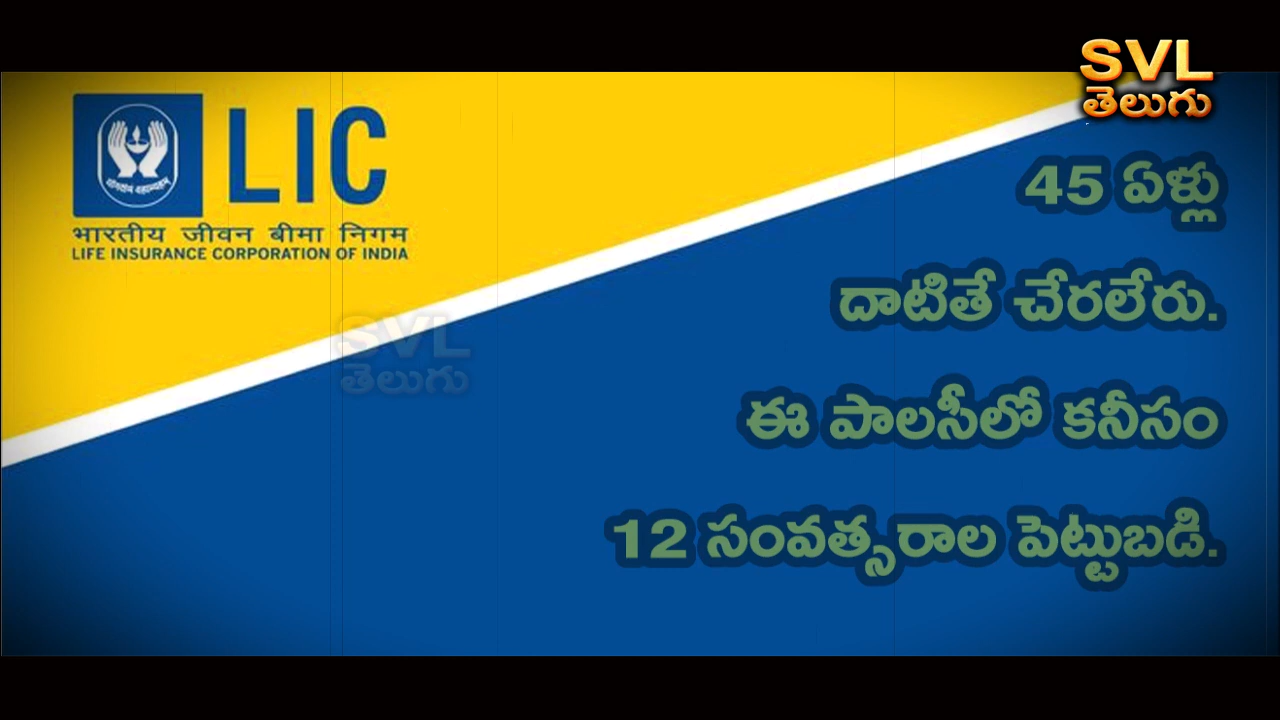 SVL
తెలుగు
LIC
भारतीय जीवन बीमा निगम
LIFE INSURANCE CORPORATION OF INDIA
45 ఏళ్లు
దాటితే చేరలేరు.
SVL
తెలుగు
ఈ పాలసీలో కనీసం
12 సంవత్సరాల పెట్టుబడి.